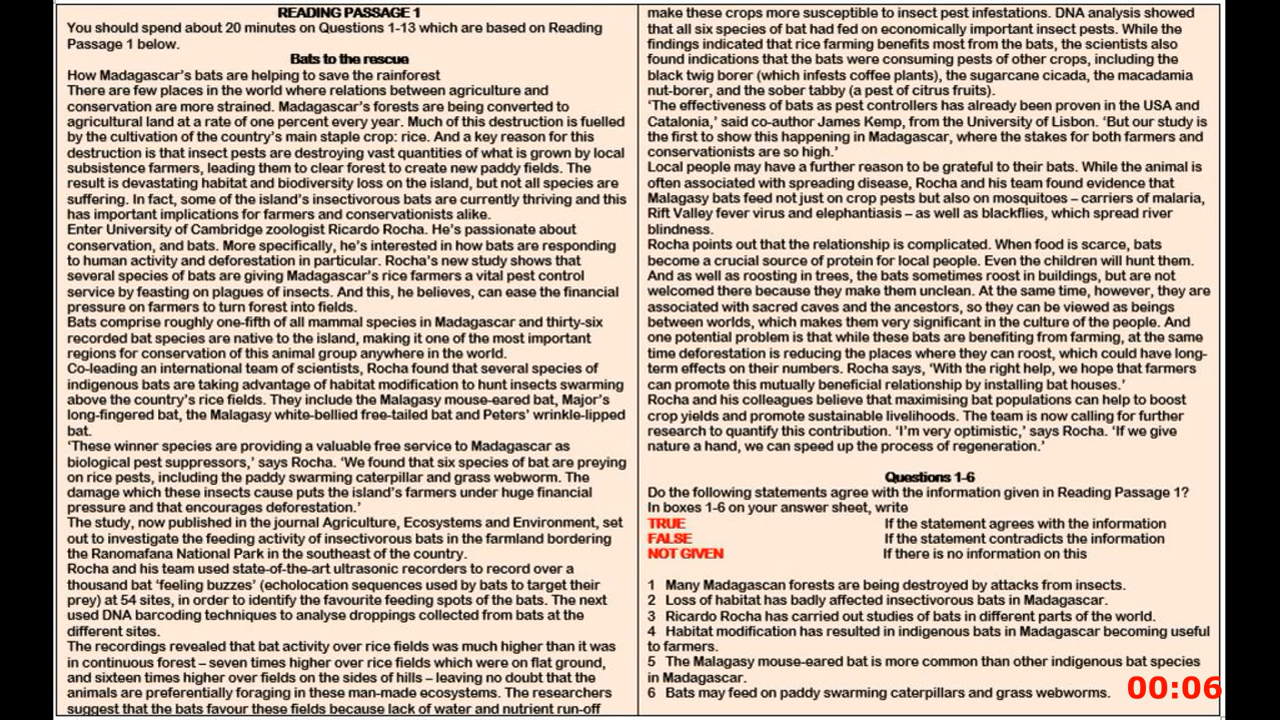 READING PASSAGE 1
You should spend about 20 minutes on Questions 1-13 which are based on Reading
Passage 1 below.
Bats to the rescue
How Madagascar's bats are helping to save the rainforest
There are few places in the world where relations between agriculture and
conservation are more strained. Madagascar's forests are being converted to
agricultural land at a rate of one percent every year. Much of this destruction is fuelled
by the cultivation of the country's main staple crop: rice. And a key reason for this
destruction is that insect pests are destroying vast quantities of what is grown by local
subsistence farmers, leading them to clear forest to create new paddy fields. The
result is devastating habitat and biodiversity loss on the island, but not all species are
suffering. In fact, some of the island's insectivorous bats are currently thriving and this
has important implications for farmers and conservationists alike.
Enter University of Cambridge zoologist Ricardo Rocha. He's passionate about
conservation, and bats. More specifically, he's interested in how bats are responding
to human activity and deforestation in particular. Rocha's new study shows that
several species of bats are giving Madagascar's rice farmers a vital pest control
service by feasting on plagues of insects. And this, he believes, can ease the financial
pressure on farmers to turn forest into fields.
Bats comprise roughly one-fifth of all mammal species in Madagascar and thirty-six
recorded bat species are native to the island, making it one of the most important
regions for conservation of this animal group anywhere in the world.
Co-leading an international team of scientists, Rocha found that several species of
indigenous bats are taking advantage of habitat modification to hunt insects swarming
above the country's rice fields. They include the Malagasy mouse-eared bat, Major's
long-fingered bat, the Malagasy white-bellied free-tailed bat and Peters' wrinkle-lipped
bat.
'These winner species are providing a valuable free service to Madagascar as
biological pest suppressors,' says Rocha. 'We found that six species of bat are preying
on rice pests, including the paddy swarming caterpillar and grass webworm. The
damage which these insects cause puts the island's farmers under huge financial
pressure and that encourages deforestation.'
The study, now published in the journal Agriculture, Ecosystems and Environment, set
out to investigate the feeding activity of insectivorous bats in the farmland bordering
the Ranomafana National Park in the southeast of the country.
Rocha and his team used state-of-the-art ultrasonic recorders to record over a
thousand bat 'feeling buzzes' (echolocation sequences used by bats to target their
prey) at 54 sites, in order to identify the favourite feeding spots of the bats. The next
used DNA barcoding techniques to analyse droppings collected from bats at the
different sites.
The recordings revealed that bat activity over rice fields was much higher than it was
in continuous forest – seven times higher over rice fields which were on flat ground,
and sixteen times higher over fields on the sides of hills – leaving no doubt that the
animals are preferentially foraging in these man-made ecosystems. The researchers
suggest that the bats favour these fields because lack of water and nutrient run-off
make these crops more susceptible to insect pest infestations. DNA analysis showed
that all six species of bat had fed on economically important insect pests. While the
findings indicated that rice farming benefits most from the bats, the scientists also
found indications that the bats were consuming pests of other crops, including the
black twig borer (which infests coffee plants), the sugarcane cicada, the macadamia
nut-borer, and the sober tabby (a pest of citrus fruits).
'The effectiveness of bats as pest controllers has already been proven in the USA and
Catalonia,' said co-author James Kemp, from the University of Lisbon. 'But our study is
the first to show this happening in Madagascar, where the stakes for both farmers and
conservationists are so high.'
Local people may have a further reason to be grateful to their bats. While the animal is
often associated with spreading disease, Rocha and his team found evidence that
Malagasy bats feed not just on crop pests but also on mosquitoes – carriers of malaria,
Rift Valley fever virus and elephantiasis – as well as blackflies, which spread river
blindness.
Rocha points out that the relationship is complicated. When food is scarce, bats
become a crucial source of protein for local people. Even the children will hunt them.
And as well as roosting in trees, the bats sometimes roost in buildings, but are not
welcomed there because they make them unclean. At the same time, however, they are
associated with sacred caves and the ancestors, so they can be viewed as beings
between worlds, which makes them very significant in the culture of the people. And
one potential problem is that while these bats are benefiting from farming, at the same
time deforestation is reducing the places where they can roost, which could have long-
term effects on their numbers. Rocha says, 'With the right help, we hope that farmers
can promote this mutually beneficial relationship by installing bat houses.'
Rocha and his colleagues believe that maximising bat populations can help to boost
crop yields and promote sustainable livelihoods. The team is now calling for further
research to quantify this contribution. 'I'm very optimistic,' says Rocha. 'If we give
nature a hand, we can speed up the process of regeneration.'
Questions 1-6
Do the following statements agree with the information given in Reading Passage 1?
In boxes 1-6 on your answer sheet, write
TRUE If the statement agrees with the information
FALSE If the statement contradicts the information
NOT GIVEN If there is no information on this
1 Many Madagascan forests are being destroyed by attacks from insects.
2 Loss of habitat has badly affected insectivorous bats in Madagascar.
3 Ricardo Rocha has carried out studies of bats in different parts of the world.
4 Habitat modification has resulted in indigenous bats in Madagascar becoming useful
to farmers.
5 The Malagasy mouse-eared bat is more common than other indigenous bat species
in Madagascar.
6 Bats may feed on paddy swarming caterpillars and grass webworms.
00:06